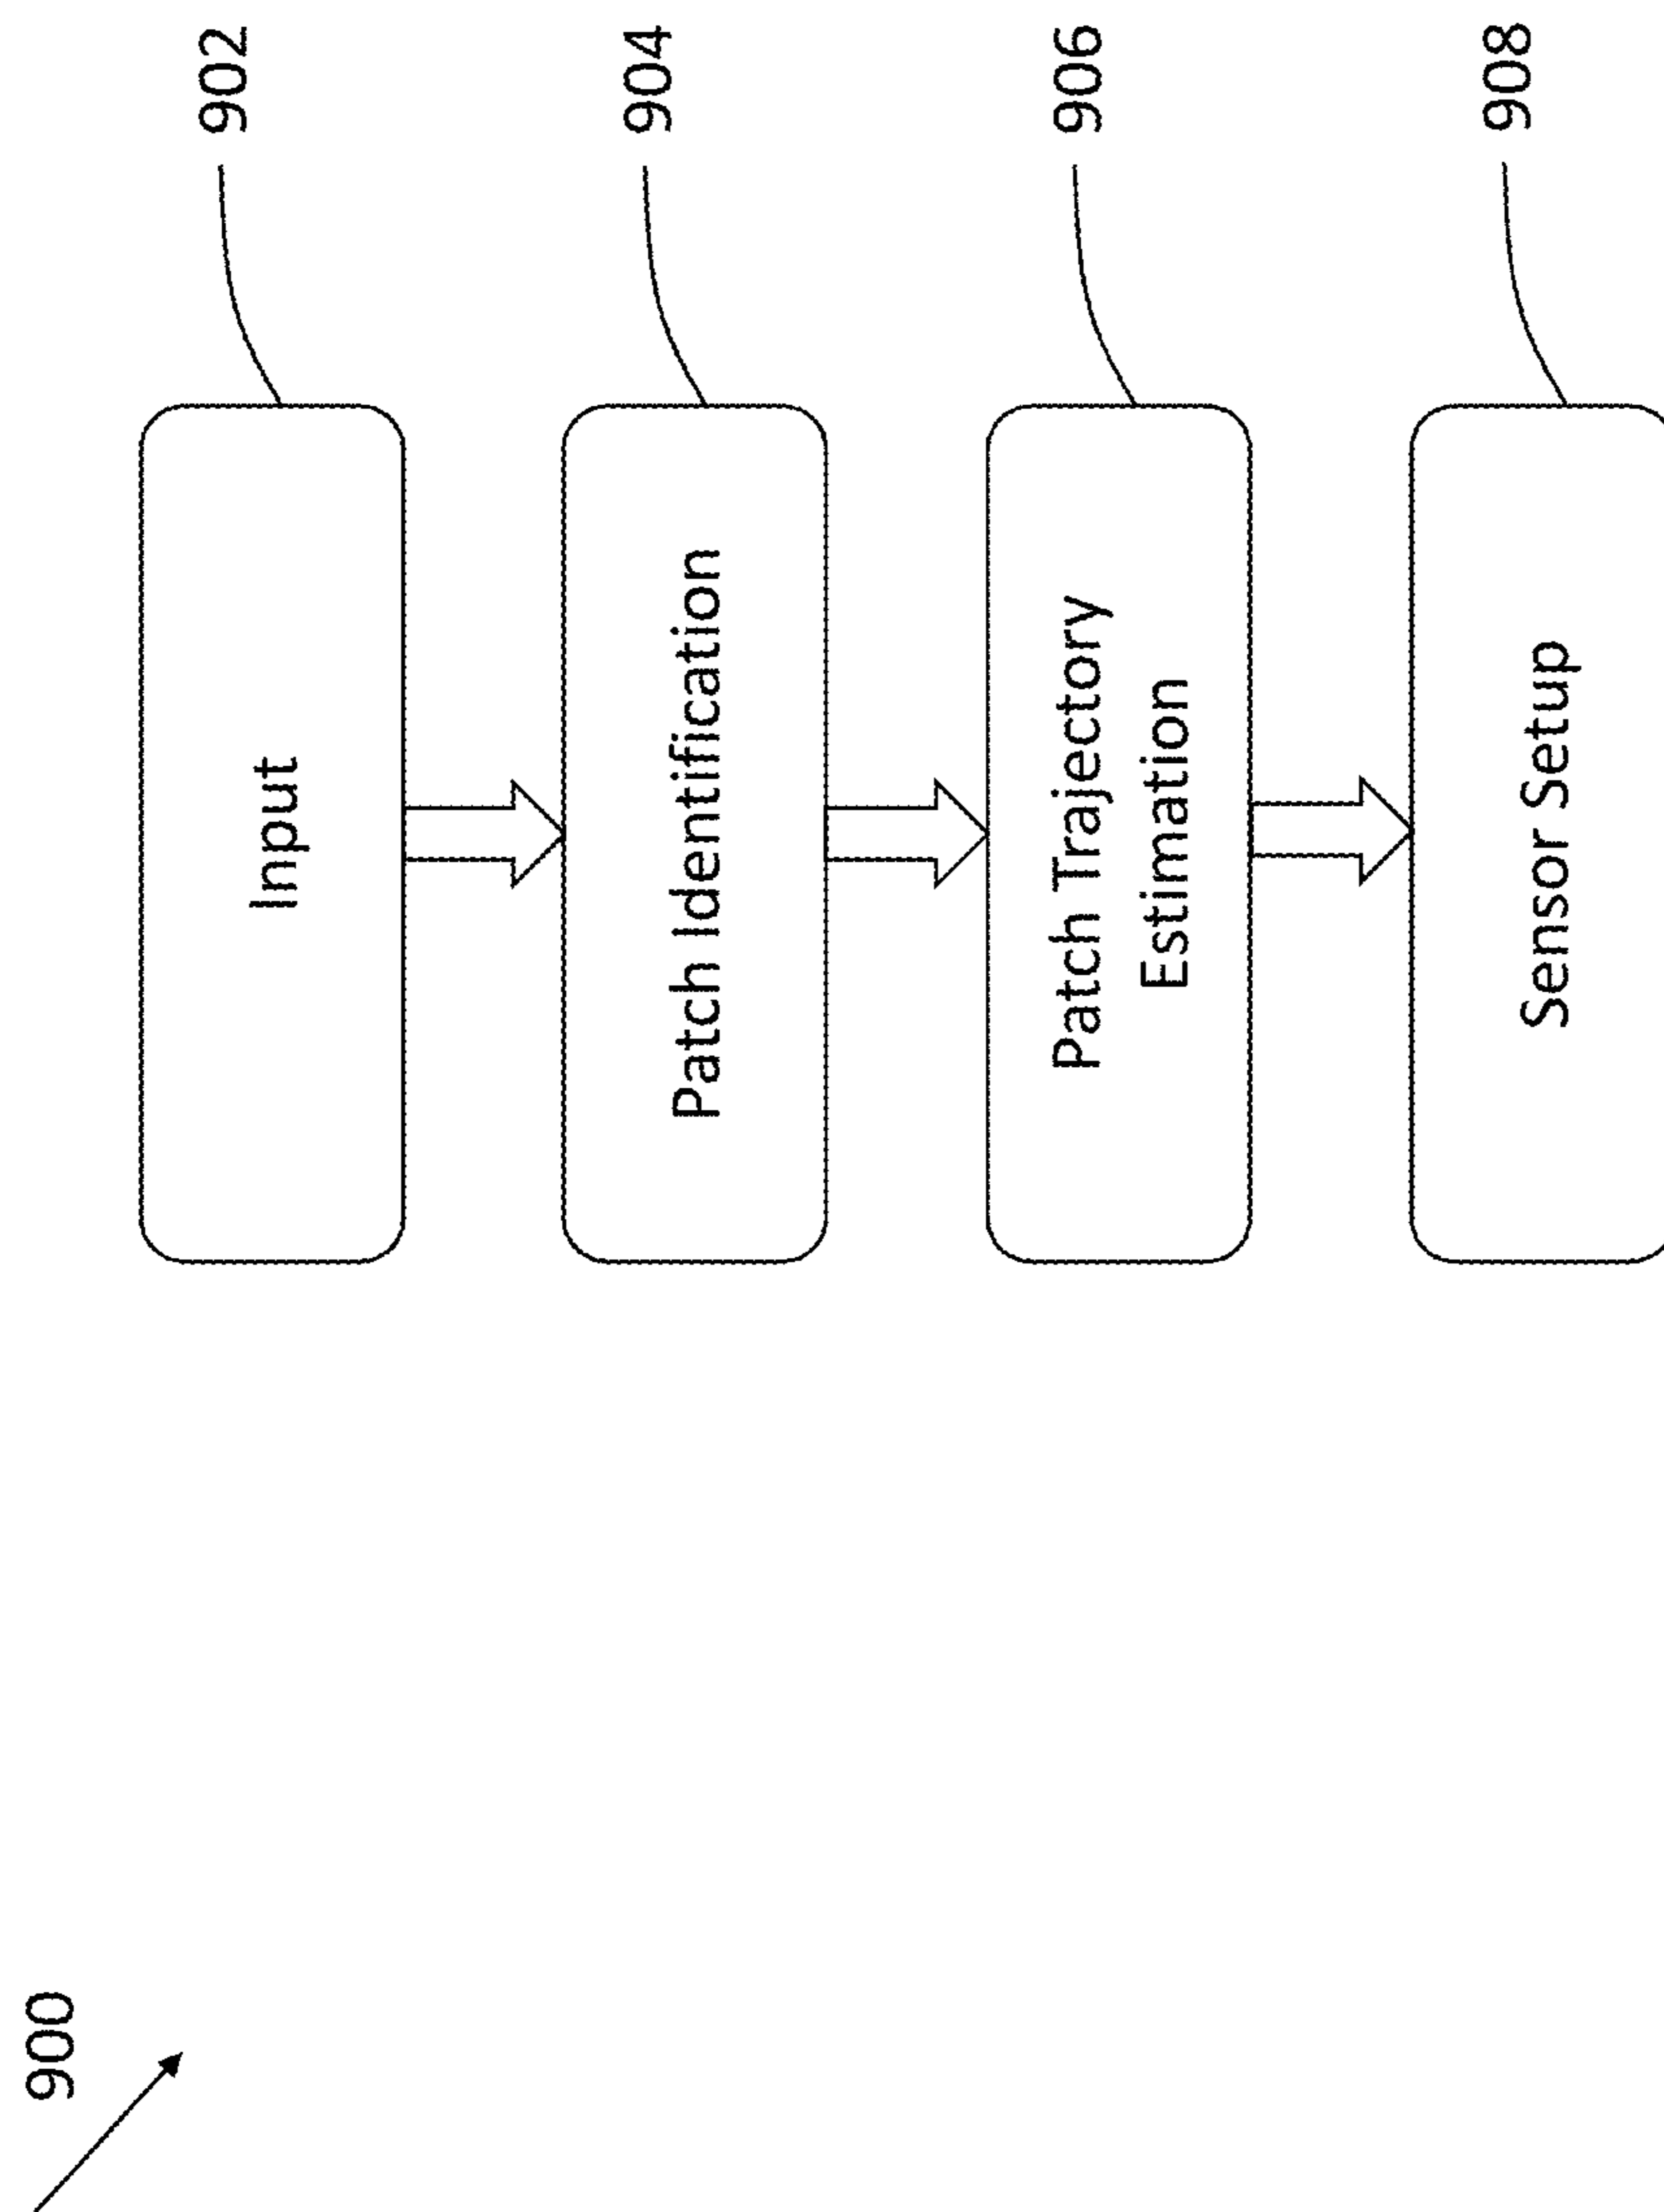 900
Input
902
Patch Identification
904
Patch Trajectory
Estimation
906
Sensor Setup
908